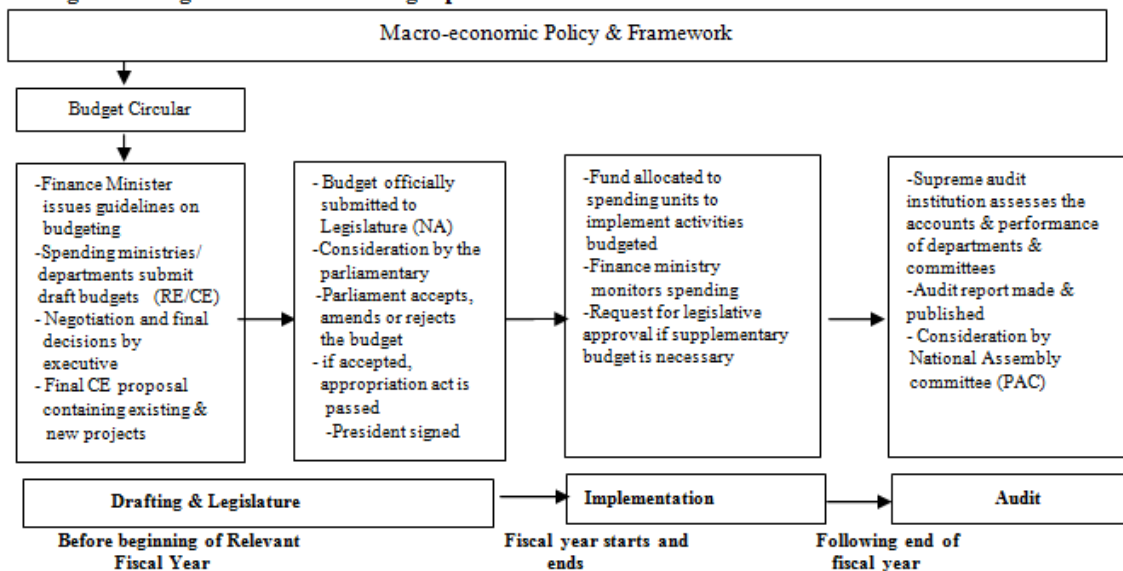 Macro-economic Policy & Framework
Budget Circular
-Finance Minister
issues guidelines on
budgeting
-Spending ministries/
departments submit
draft budgets (RE/CE)
-Negotiation and final
decisions by
executive
-Final CE proposal
containing existing &
new projects
- Budget officially
submitted to
Legislature (NA)
-Consideration by the
parliamentary
-Parliament accepts,
amends or rejects
the budget
- if accepted,
appropriation act is
passed
-President signed
-Fund allocated to
spending units to
implement activities
budgeted
-Finance ministry
monitors spending
-Request for legislative
approval if supplementary
budget is necessary
-Supreme audit
institution assesses the
accounts & performance
of departments &
committees
-Audit report made &
published
- Consideration by
National Assembly
committee (PAC)
Drafting & Legislature
Implementation
Audit
Before beginning of Relevant
Fiscal Year
Fiscal year starts and
ends
Following end of
fiscal year